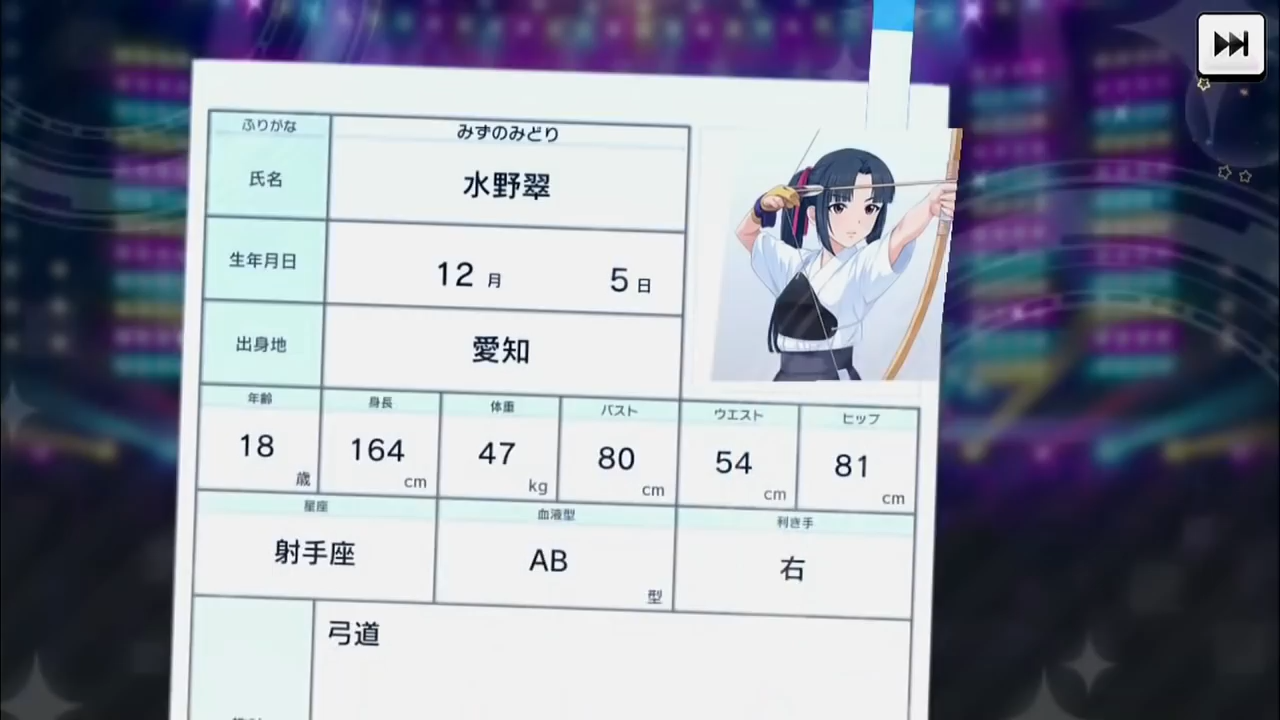 ふりがな
みずのみどり
氏名
水野翠
生年月日
12 月 5 日
出身地
愛知
年齢 身長 体重 バスト ウエスト ヒップ
18 歳 164 cm 47 kg 80 cm 54 cm 81 cm
星座 血液型 利き手
射手座 AB 型 右
弓道